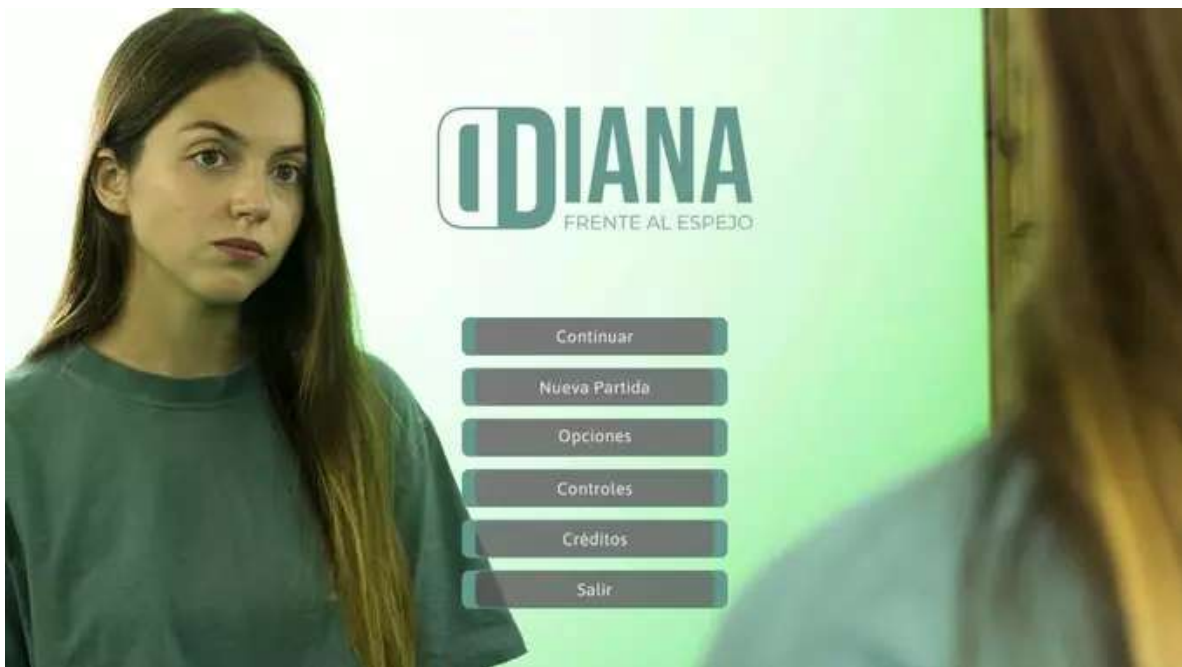 DIANA
FRENTE AL ESPEJO
Continuar
Nueva Partida
Opciones
Controles
Créditos
Salir